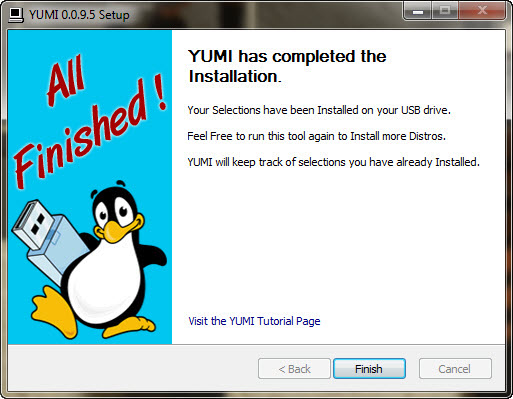 YUMI 0.0.9.5 Setup
All
Finished !
YUMI has completed the
Installation.
Your Selections have been Installed on your USB drive.
Feel Free to run this tool again to Install more Distros.
YUMI will keep track of selections you have already Installed.
Visit the YUMI Tutorial Page
< Back
Finish
Cancel